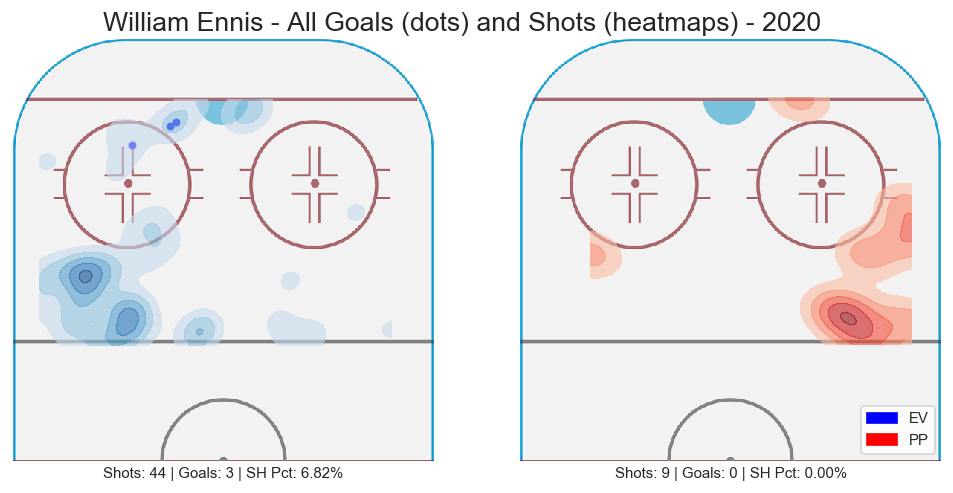 William Ennis - All Goals (dots) and Shots (heatmaps) - 2020
EV
PP
Shots: 44 | Goals: 3 | SH Pct: 6.82%
Shots: 9 | Goals: 0 | SH Pct: 0.00%